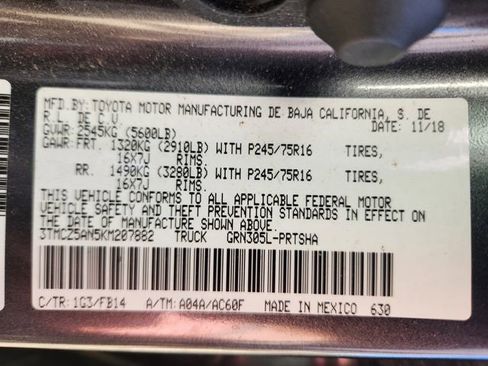 MFD.BY:TOYOTA MOTOR MANUFACTURING DE BAJA CALIFORNIA, S. DE
R.L. DE C.V. DATE: 11/18
GVWR:2545KG (5600LB)
GAWR:FRT. 1320KG (2910LB) WITH P245/75R16 TIRES,
16X7J RIMS.
RR. 1490KG (3280LB) WITH P245/75R16 TIRES,
16X7J RIMS.
THIS VEHICLE CONFORMS TO ALL APPLICABLE FEDERAL MOTOR
VEHICLE SAFETY AND THEFT PREVENTION STANDARDS IN EFFECT ON
THE DATE OF MANUFACTURE SHOWN ABOVE.
3TMCZ5AN5KM207882 TRUCK GRN305L-PRTSHA
C/TR: 1G3/FB14 A/TM: A04A/AC60F MADE IN MEXICO 630